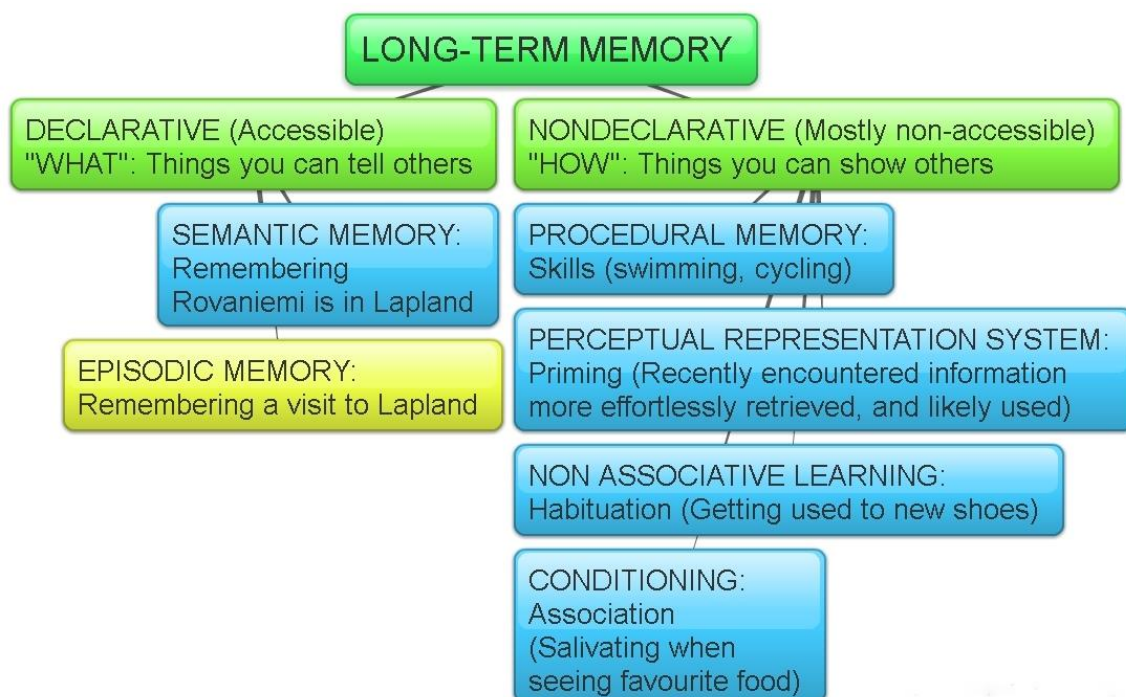 LONG-TERM MEMORY
DECLARATIVE (Accessible)
"WHAT": Things you can tell others
SEMANTIC MEMORY:
Remembering
Rovaniemi is in Lapland
EPISODIC MEMORY:
Remembering a visit to Lapland
NONDECLARATIVE (Mostly non-accessible)
"HOW": Things you can show others
PROCEDURAL MEMORY:
Skills (swimming, cycling)
PERCEPTUAL REPRESENTATION SYSTEM:
Priming (Recently encountered information
more effortlessly retrieved, and likely used)
NON ASSOCIATIVE LEARNING:
Habituation (Getting used to new shoes)
CONDITIONING:
Association
(Salivating when
seeing favourite food)